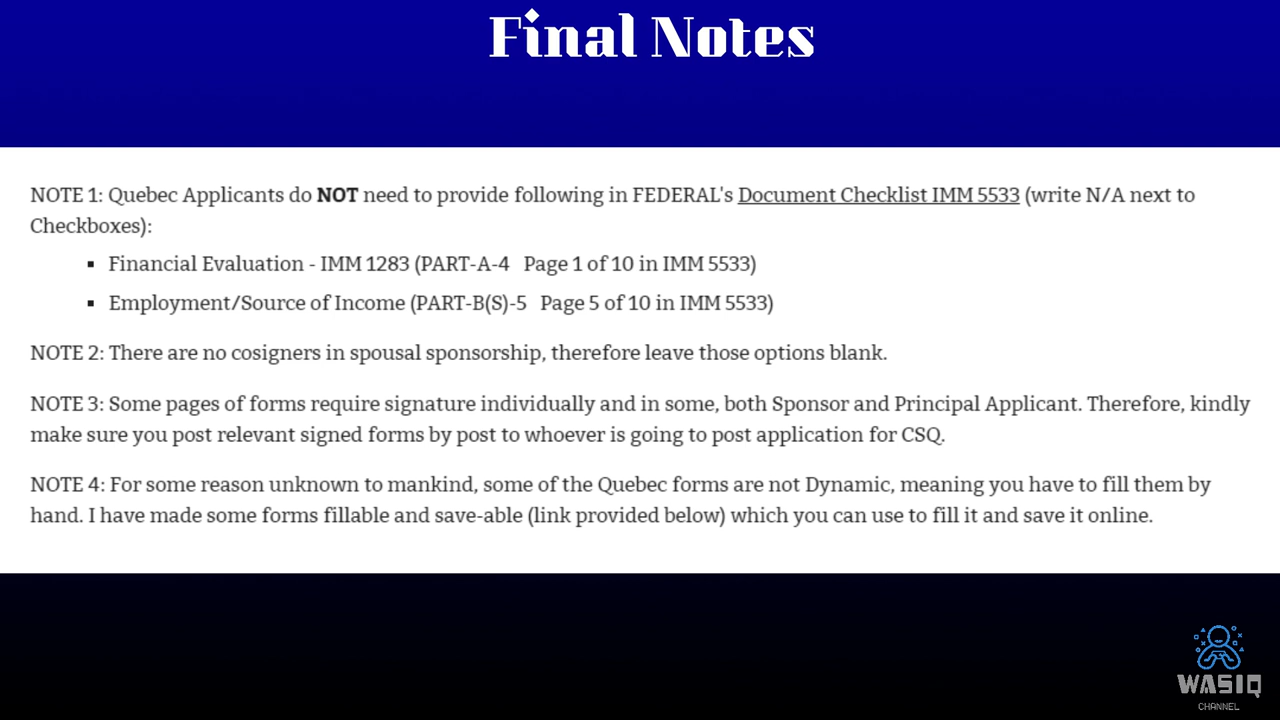 Final Notes
NOTE 1: Quebec Applicants do NOT need to provide following in FEDERAL's Document Checklist IMM 5533 (write N/A next to
Checkboxes):
▪ Financial Evaluation - IMM 1283 (PART-A-4 Page 1 of 10 in IMM 5533)
▪ Employment/Source of Income (PART-B(S)-5 Page 5 of 10 in IMM 5533)
NOTE 2: There are no cosigners in spousal sponsorship, therefore leave those options blank.
NOTE 3: Some pages of forms require signature individually and in some, both Sponsor and Principal Applicant. Therefore, kindly
make sure you post relevant signed forms by post to whoever is going to post application for CSQ.
NOTE 4: For some reason unknown to mankind, some of the Quebec forms are not Dynamic, meaning you have to fill them by
hand. I have made some forms fillable and save-able (link provided below) which you can use to fill it and save it online.
WASIQ
CHANNEL